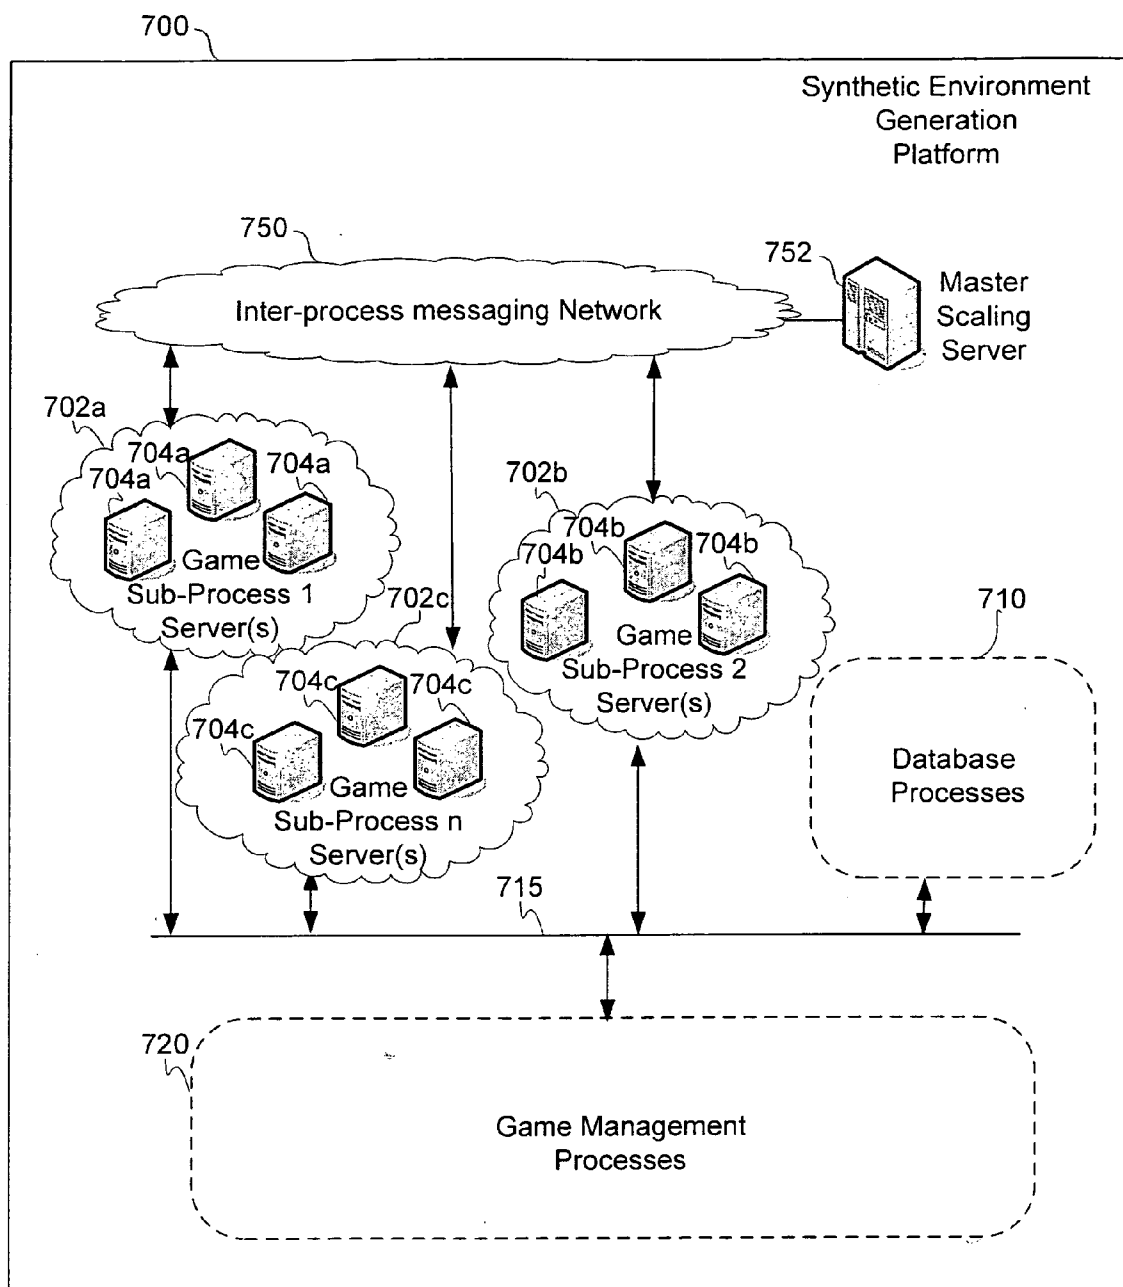 700
Synthetic Environment
Generation
Platform
750
752
Inter-process messaging Network
Master
Scaling
Server
702a
704a
704a
704a
Game
Sub-Process 1
Server(s)
702b
704b
704b
704b
Game
Sub-Process 2
Server(s)
702c
704c
704c
704c
Game
Sub-Process n
Server(s)
710
Database
Processes
715
720
Game Management
Processes